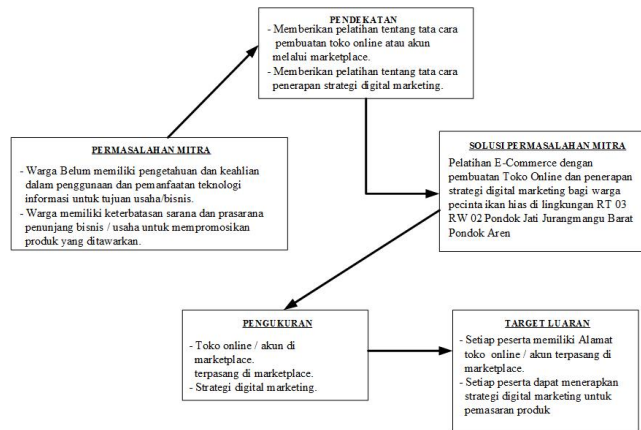 PENDEKATAN
- Memberikan pelatihan tentang tata cara
pembuatan toko online atau akun
melalui marketplace.
- Memberikan pelatihan tentang tata cara
penerapan strategi digital marketing.
PERMASALAHAN MITRA
- Warga Belum memiliki pengetahuan dan keahlian
dalam penggunaan dan pemanfaatan teknologi
informasi untuk tujuan usaha/bisnis.
- Warga memiliki keterbatasan sarana dan prasarana
penunjang bisnis / usaha untuk mempromosikan
produk yang ditawarkan.
SOLUSI PERMASALAHAN MITRA
Pelatihan E-Commerce dengan
pembuatan Toko Online dan penerapan
strategi digital marketing bagi warga
pecinta ikan hias di lingkungan RT 03
RW 02 Pondok Jati Jurangmangu Barat
Pondok Aren
PENGUKURAN
- Toko online / akun di
marketplace.
terpasang di marketplace.
- Strategi digital marketing.
TARGET LUARAN
- Setiap peserta memiliki Alamat
toko online / akun terpasang di
marketplace.
- Setiap peserta dapat menerapkan
strategi digital marketing untuk
pemasaran produk